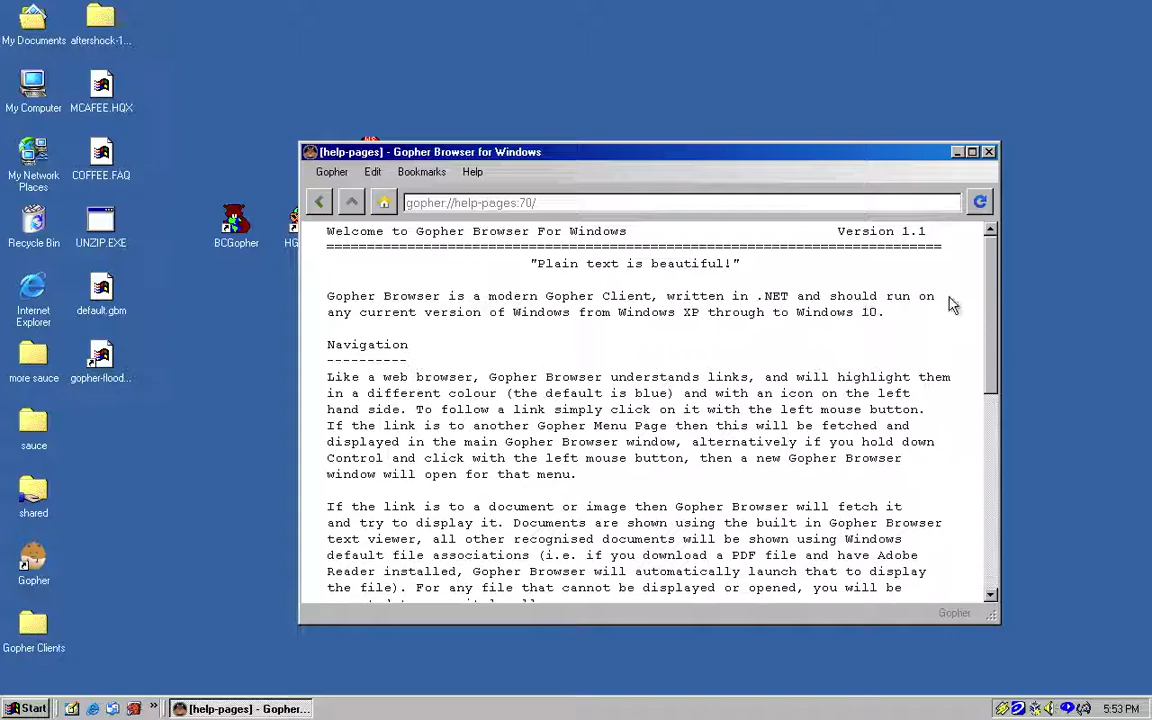 My Documents
aftershock-1...
My Computer
MCAFEE.HQX
My Network
Places
COFFEE.FAQ
Recycle Bin
UNZIP.EXE
BCGopher
Internet
Explorer
default.gbm
more sauce
gopher-flood...
sauce
shared
Gopher
Gopher Clients
[help-pages] - Gopher Browser for Windows
Gopher Edit Bookmarks Help
gopher://help-pages:70/
Welcome to Gopher Browser For Windows Version 1.1
============================================================================
"Plain text is beautiful!"
Gopher Browser is a modern Gopher Client, written in .NET and should run on
any current version of Windows from Windows XP through to Windows 10.
Navigation
----------
Like a web browser, Gopher Browser understands links, and will highlight them
in a different colour (the default is blue) and with an icon on the left
hand side. To follow a link simply click on it with the left mouse button.
If the link is to another Gopher Menu Page then this will be fetched and
displayed in the main Gopher Browser window, alternatively if you hold down
Control and click with the left mouse button, then a new Gopher Browser
window will open for that menu.
If the link is to a document or image then Gopher Browser will fetch it
and try to display it. Documents are shown using the built in Gopher Browser
text viewer, all other recognised documents will be shown using Windows
default file associations (i.e. if you download a PDF file and have Adobe
Reader installed, Gopher Browser will automatically launch that to display
the file). For any file that cannot be displayed or opened, you will be
Gopher
Start
[help-pages] - Gopher...
5:53 PM